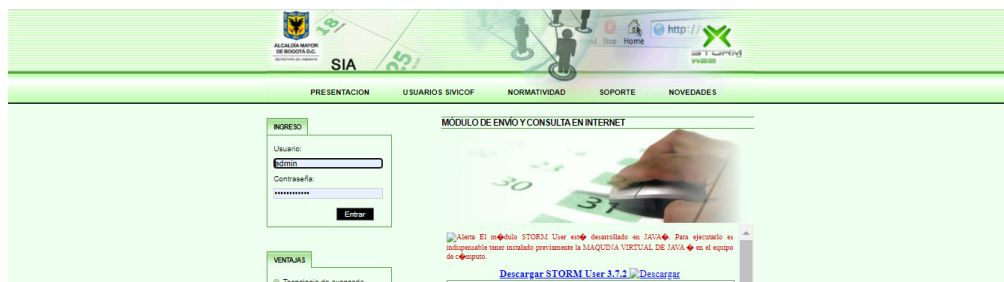 ALCALDÍA MAYOR
DE BOGOTÁ D.C.
SIA
18
25
Stop Home
http://
STORM
WEB
PRESENTACION USUARIOS SIVICOF NORMATIVIDAD SOPORTE NOVEDADES
INGRESO
Usuario:
admin
Contraseña:
••••••••••••
Entrar
VENTAJAS
MÓDULO DE ENVÍO Y CONSULTA EN INTERNET
30
31
Alerta El m�dulo STORM User est� desarrollado en JAVA�. Para ejecutarlo es
indispensable tener instalado previamente la MAQUINA VIRTUAL DE JAVA � en el equipo
de c�mputo.
Descargar STORM User 3.7.2 Descargar